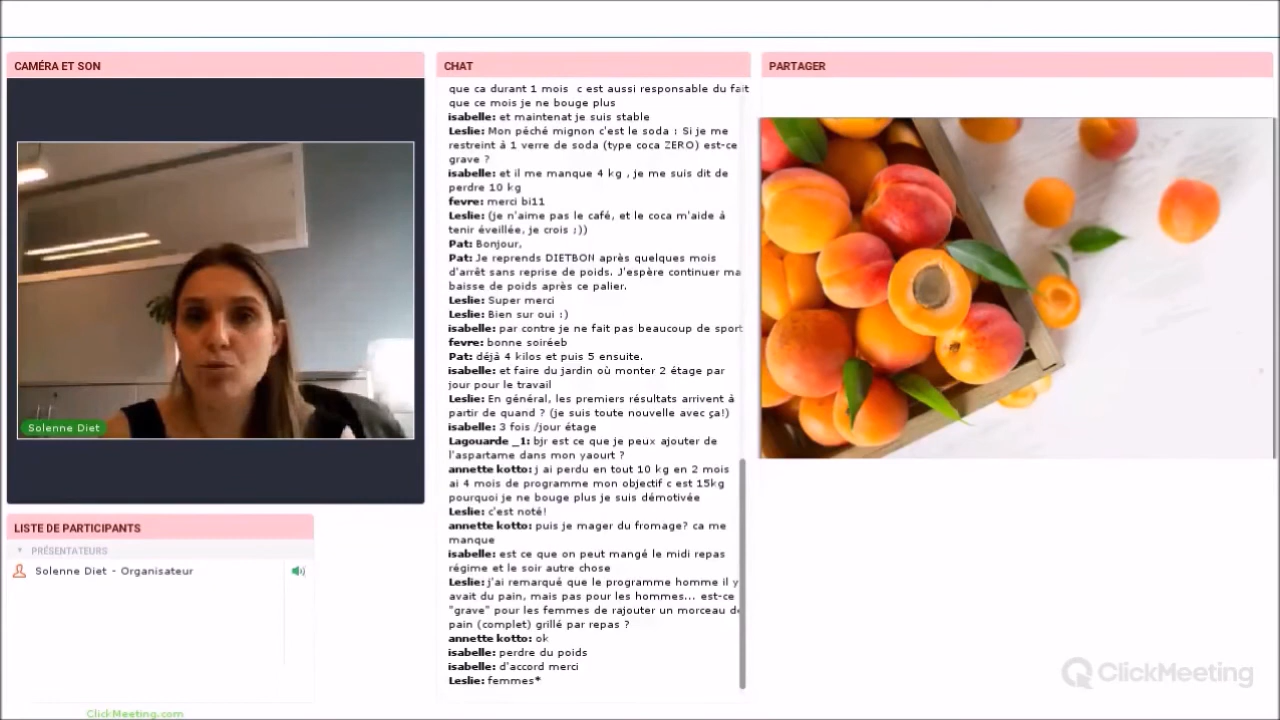 CAMÉRA ET SON
Solenne Diet
LISTE DE PARTICIPANTS
PRÉSENTATEURS
Solenne Diet - Organisateur
ClickMeeting.com
CHAT
que ca durant 1 mois c est aussi responsable du fait
que ce mois je ne bouge plus
isabelle: et maintenat je suis stable
Leslie: Mon péché mignon c'est le soda : Si je me
restreint à 1 verre de soda (type coca ZERO) est-ce
grave ?
isabelle: et il me manque 4 kg , je me suis dit de
perdre 10 kg
fevre: merci bi11
Leslie: (je n'aime pas le café, et le coca m'aide à
tenir éveillée, je crois ;))
Pat: Bonjour,
Pat: Je reprends DIETBON après quelques mois
d'arrêt sans reprise de poids. J'espère continuer ma
baisse de poids après ce palier.
Leslie: Super merci
Leslie: Bien sur oui :)
isabelle: par contre je ne fait pas beaucoup de sport
fevre: bonne soiréeb
Pat: déjà 4 kilos et puis 5 ensuite.
isabelle: et faire du jardin où monter 2 étage par
jour pour le travail
Leslie: En général, les premiers résultats arrivent à
partir de quand ? (je suis toute nouvelle avec ça!)
isabelle: 3 fois /jour étage
Lagouarde _1: bjr est ce que je peux ajouter de
l'aspartame dans mon yaourt ?
annette kotto: j ai perdu en tout 10 kg en 2 mois
ai 4 mois de programme mon objectif c est 15kg
pourquoi je ne bouge plus je suis démotivée
Leslie: c'est noté!
annette kotto: puis je mager du fromage? ca me
manque
isabelle: est ce que on peut mangé le midi repas
régime et le soir autre chose
Leslie: j'ai remarqué que le programme homme il y
avait du pain, mais pas pour les hommes... est-ce
"grave" pour les femmes de rajouter un morceau de
pain (complet) grillé par repas ?
annette kotto: ok
isabelle: perdre du poids
isabelle: d'accord merci
Leslie: femmes*
PARTAGER
ClickMeeting